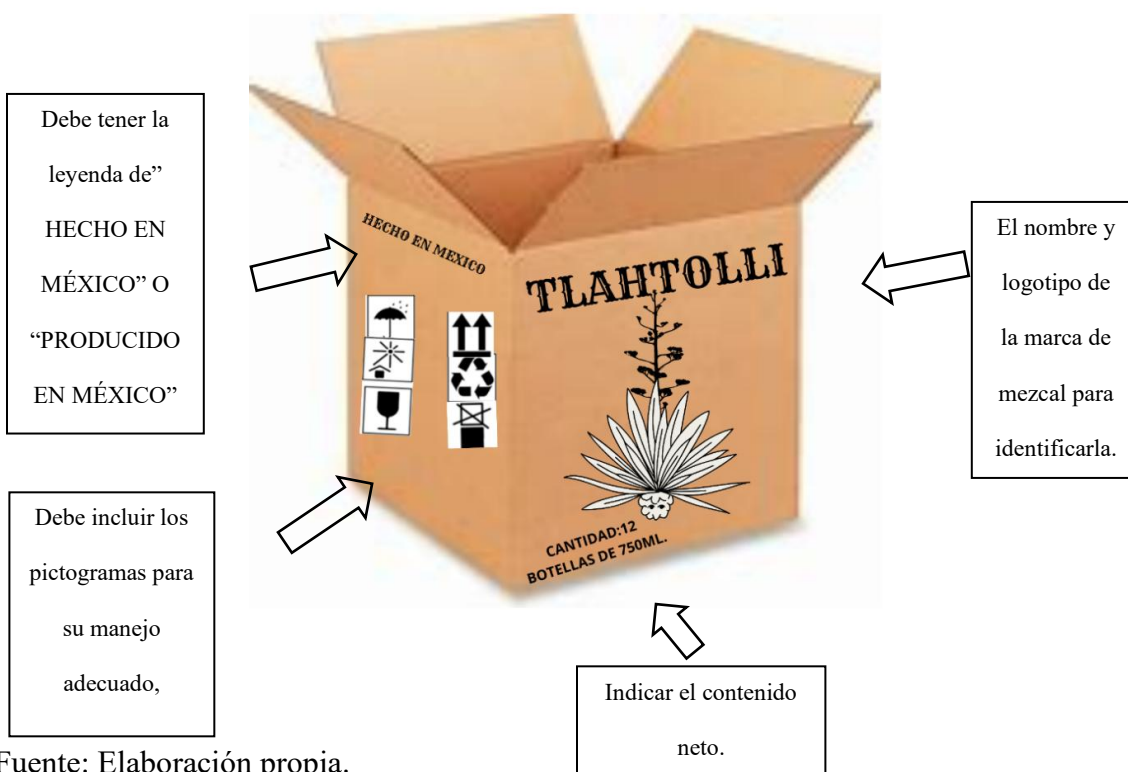 Debe tener la
leyenda de”
HECHO EN
MÉXICO” O
“PRODUCIDO
EN MÉXICO”
Debe incluir los
pictogramas para
su manejo
adecuado,
HECHO EN MEXICO
TLAHTOLLI
CANTIDAD:12
BOTELLAS DE 750ML.
El nombre y
logotipo de
la marca de
mezcal para
identificarla.
Indicar el contenido
neto.
Fuente: Elaboración propia.